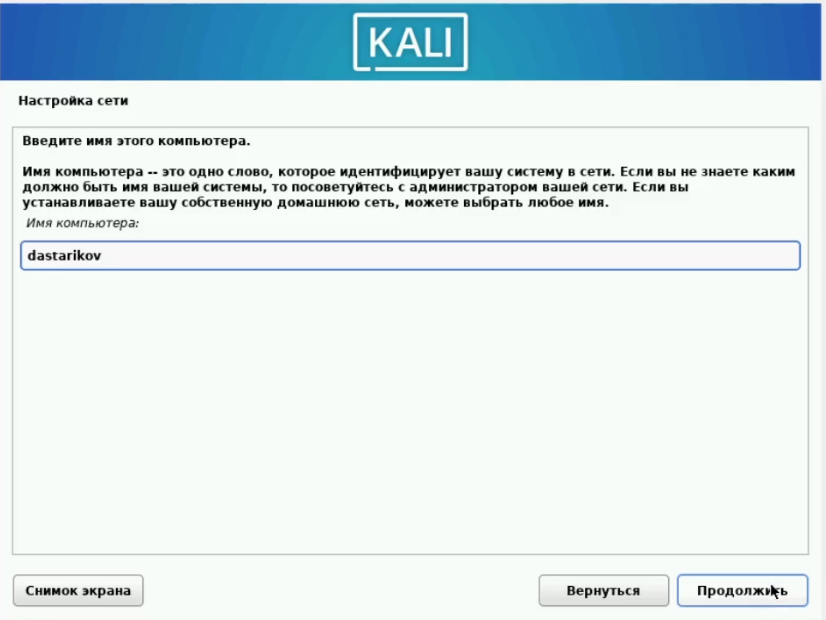 KALI
Настройка сети
Введите имя этого компьютера.
Имя компьютера -- это одно слово, которое идентифицирует вашу систему в сети. Если вы не знаете каким
должно быть имя вашей системы, то посоветуйтесь с администратором вашей сети. Если вы
устанавливаете вашу собственную домашнюю сеть, можете выбрать любое имя.
Имя компьютера:
dastarikov
Снимок экрана
Вернуться
Продолжить